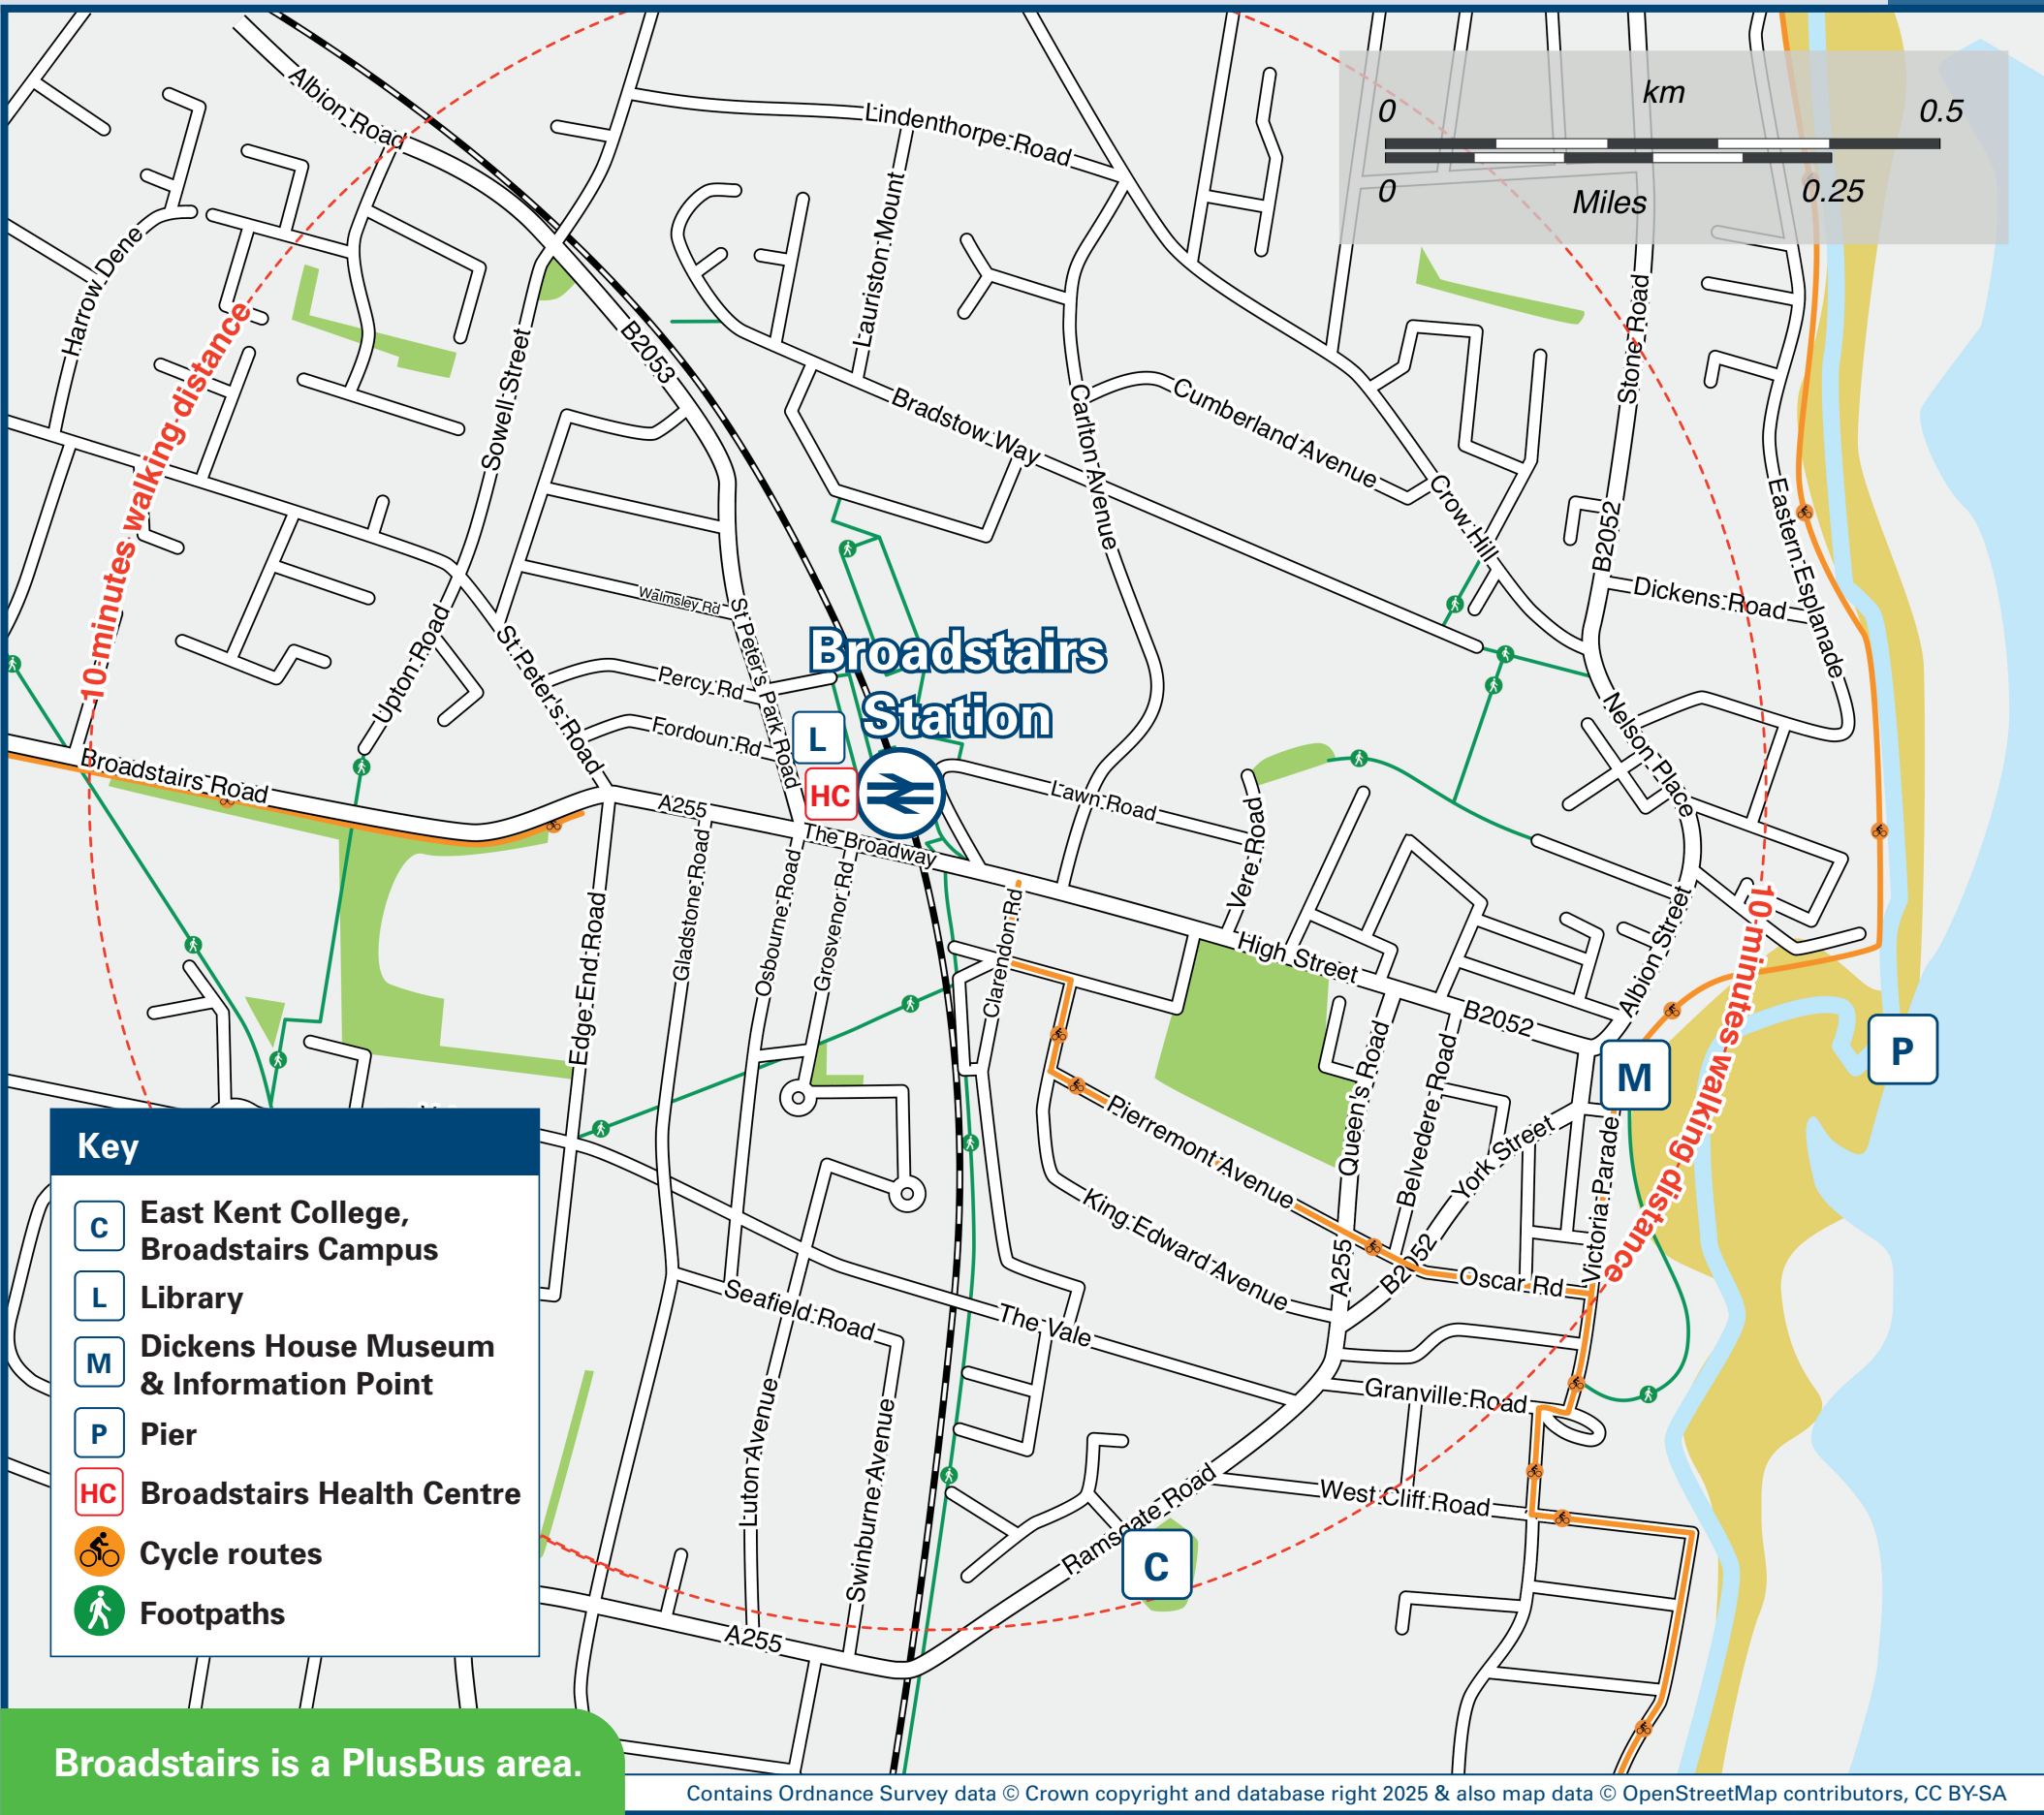 Albion Road
Lindenthorpe Road
km
0
0.5
0
Miles
0.25
Harrow Dene
Lauriston Mount
10 minutes walking distance
B2053
Sowell Street
Stone Road
Bradstow Way
Carlton Avenue
Cumberland Avenue
Crow Hill
B2052
Eastern Esplanade
Dickens Road
Walmsley Rd
St Peter's Park Road
Upton Road
St Peter's Road
Broadstairs
Station
Percy Rd
Fordoun Rd
L
HC
Nelson Place
Broadstairs Road
A255
The Broadway
Lawn Road
Vere Road
Gladstone Road
Osbourne Road
Grosvenor Rd
Clarendon Rd
Edge End Road
High Street
B2052
Albion Street
10 minutes walking distance
M
P
Queen's Road
Belvedere Road
York Street
Victoria Parade
Pierremont Avenue
King Edward Avenue
A255
B2052
Oscar Rd
Seafield Road
The Vale
Granville Road
Luton Avenue
Swinburne Avenue
West Cliff Road
Ramsgate Road
C
A255
Key
C
East Kent College,
Broadstairs Campus
L
Library
M
Dickens House Museum
& Information Point
P
Pier
HC
Broadstairs Health Centre
Cycle routes
Footpaths
Broadstairs is a PlusBus area.
Contains Ordnance Survey data © Crown copyright and database right 2025 & also map data © OpenStreetMap contributors, CC BY-SA